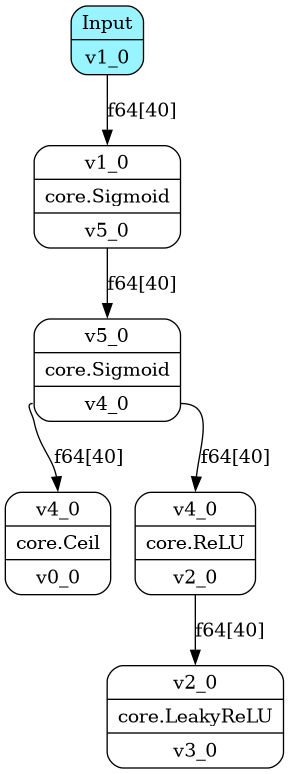 Input
v1_0
f64[40]
v1_0
core.Sigmoid
v5_0
f64[40]
v5_0
core.Sigmoid
v4_0
f64[40]
f64[40]
v4_0
core.Ceil
v0_0
v4_0
core.ReLU
v2_0
f64[40]
v2_0
core.LeakyReLU
v3_0